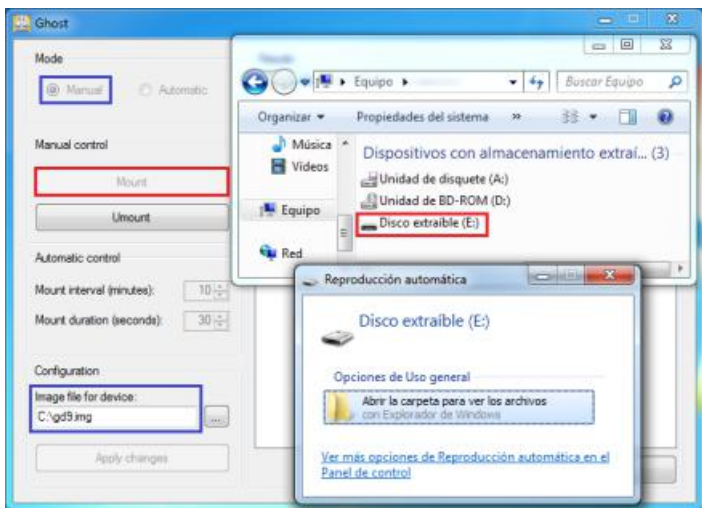 Ghost
Mode
Manual
Automatic
Manual control
Mount
Umount
Automatic control
Mount interval (minutes):
10
Mount duration (seconds):
30
Configuration
Image file for device:
C:\gd9.img
...
Apply changes
Equipo
Buscar Equipo
Organizar
Propiedades del sistema
»
Música
Vídeos
Equipo
Red
Dispositivos con almacenamiento extraí... (3)
Unidad de disquete (A:)
Unidad de BD-ROM (D:)
Disco extraíble (E:)
Reproducción automática
Disco extraíble (E:)
Opciones de Uso general
Abrir la carpeta para ver los archivos
con Explorador de Windows
Ver más opciones de Reproducción automática en el
Panel de control